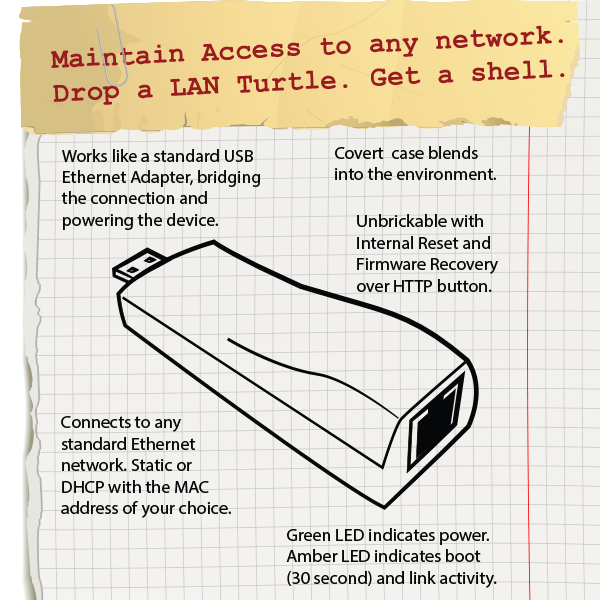 Maintain Access to any network.
Drop a LAN Turtle. Get a shell.
Works like a standard USB
Ethernet Adapter, bridging
the connection and
powering the device.
Covert case blends
into the environment.
Unbrickable with
Internal Reset and
Firmware Recovery
over HTTP button.
Connects to any
standard Ethernet
network. Static or
DHCP with the MAC
address of your choice.
Green LED indicates power.
Amber LED indicates boot
(30 second) and link activity.